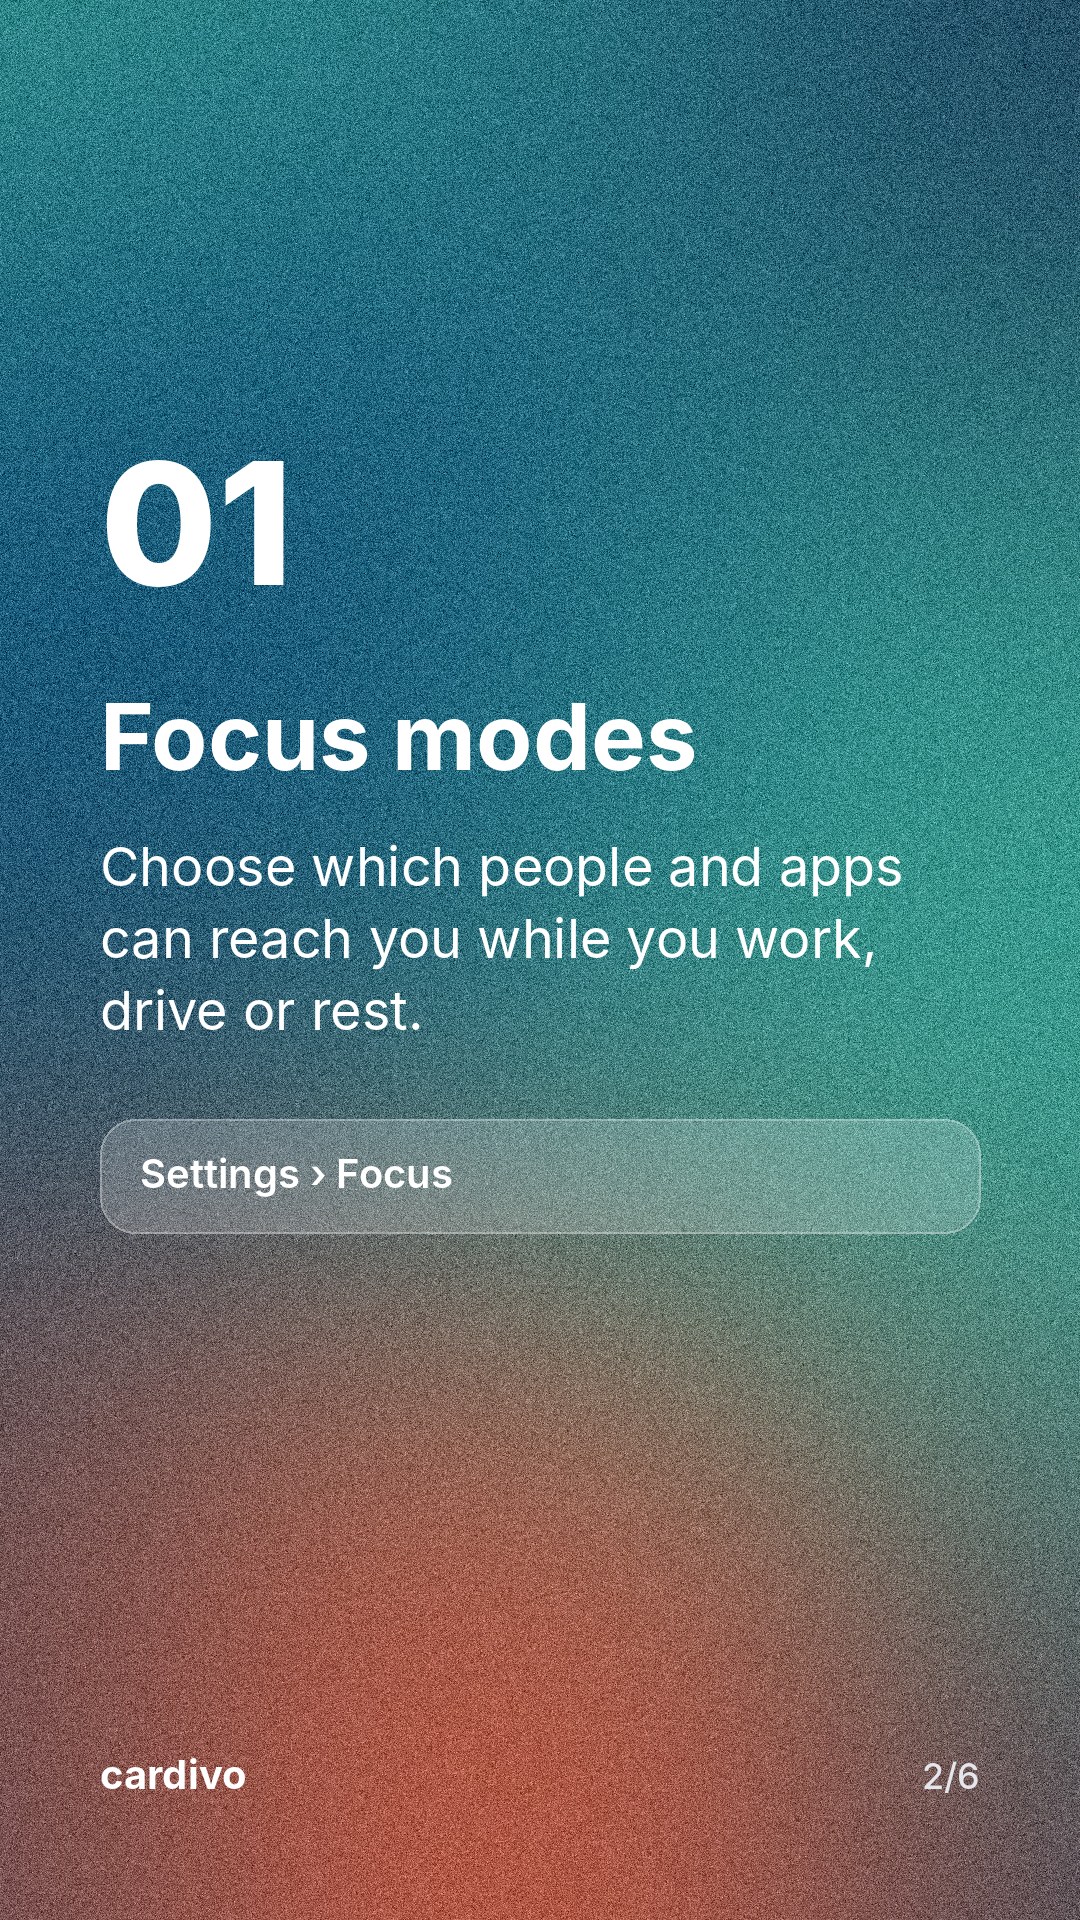 01
Focus modes
Choose which people and apps
can reach you while you work,
drive or rest.
Settings › Focus
cardivo
2/6